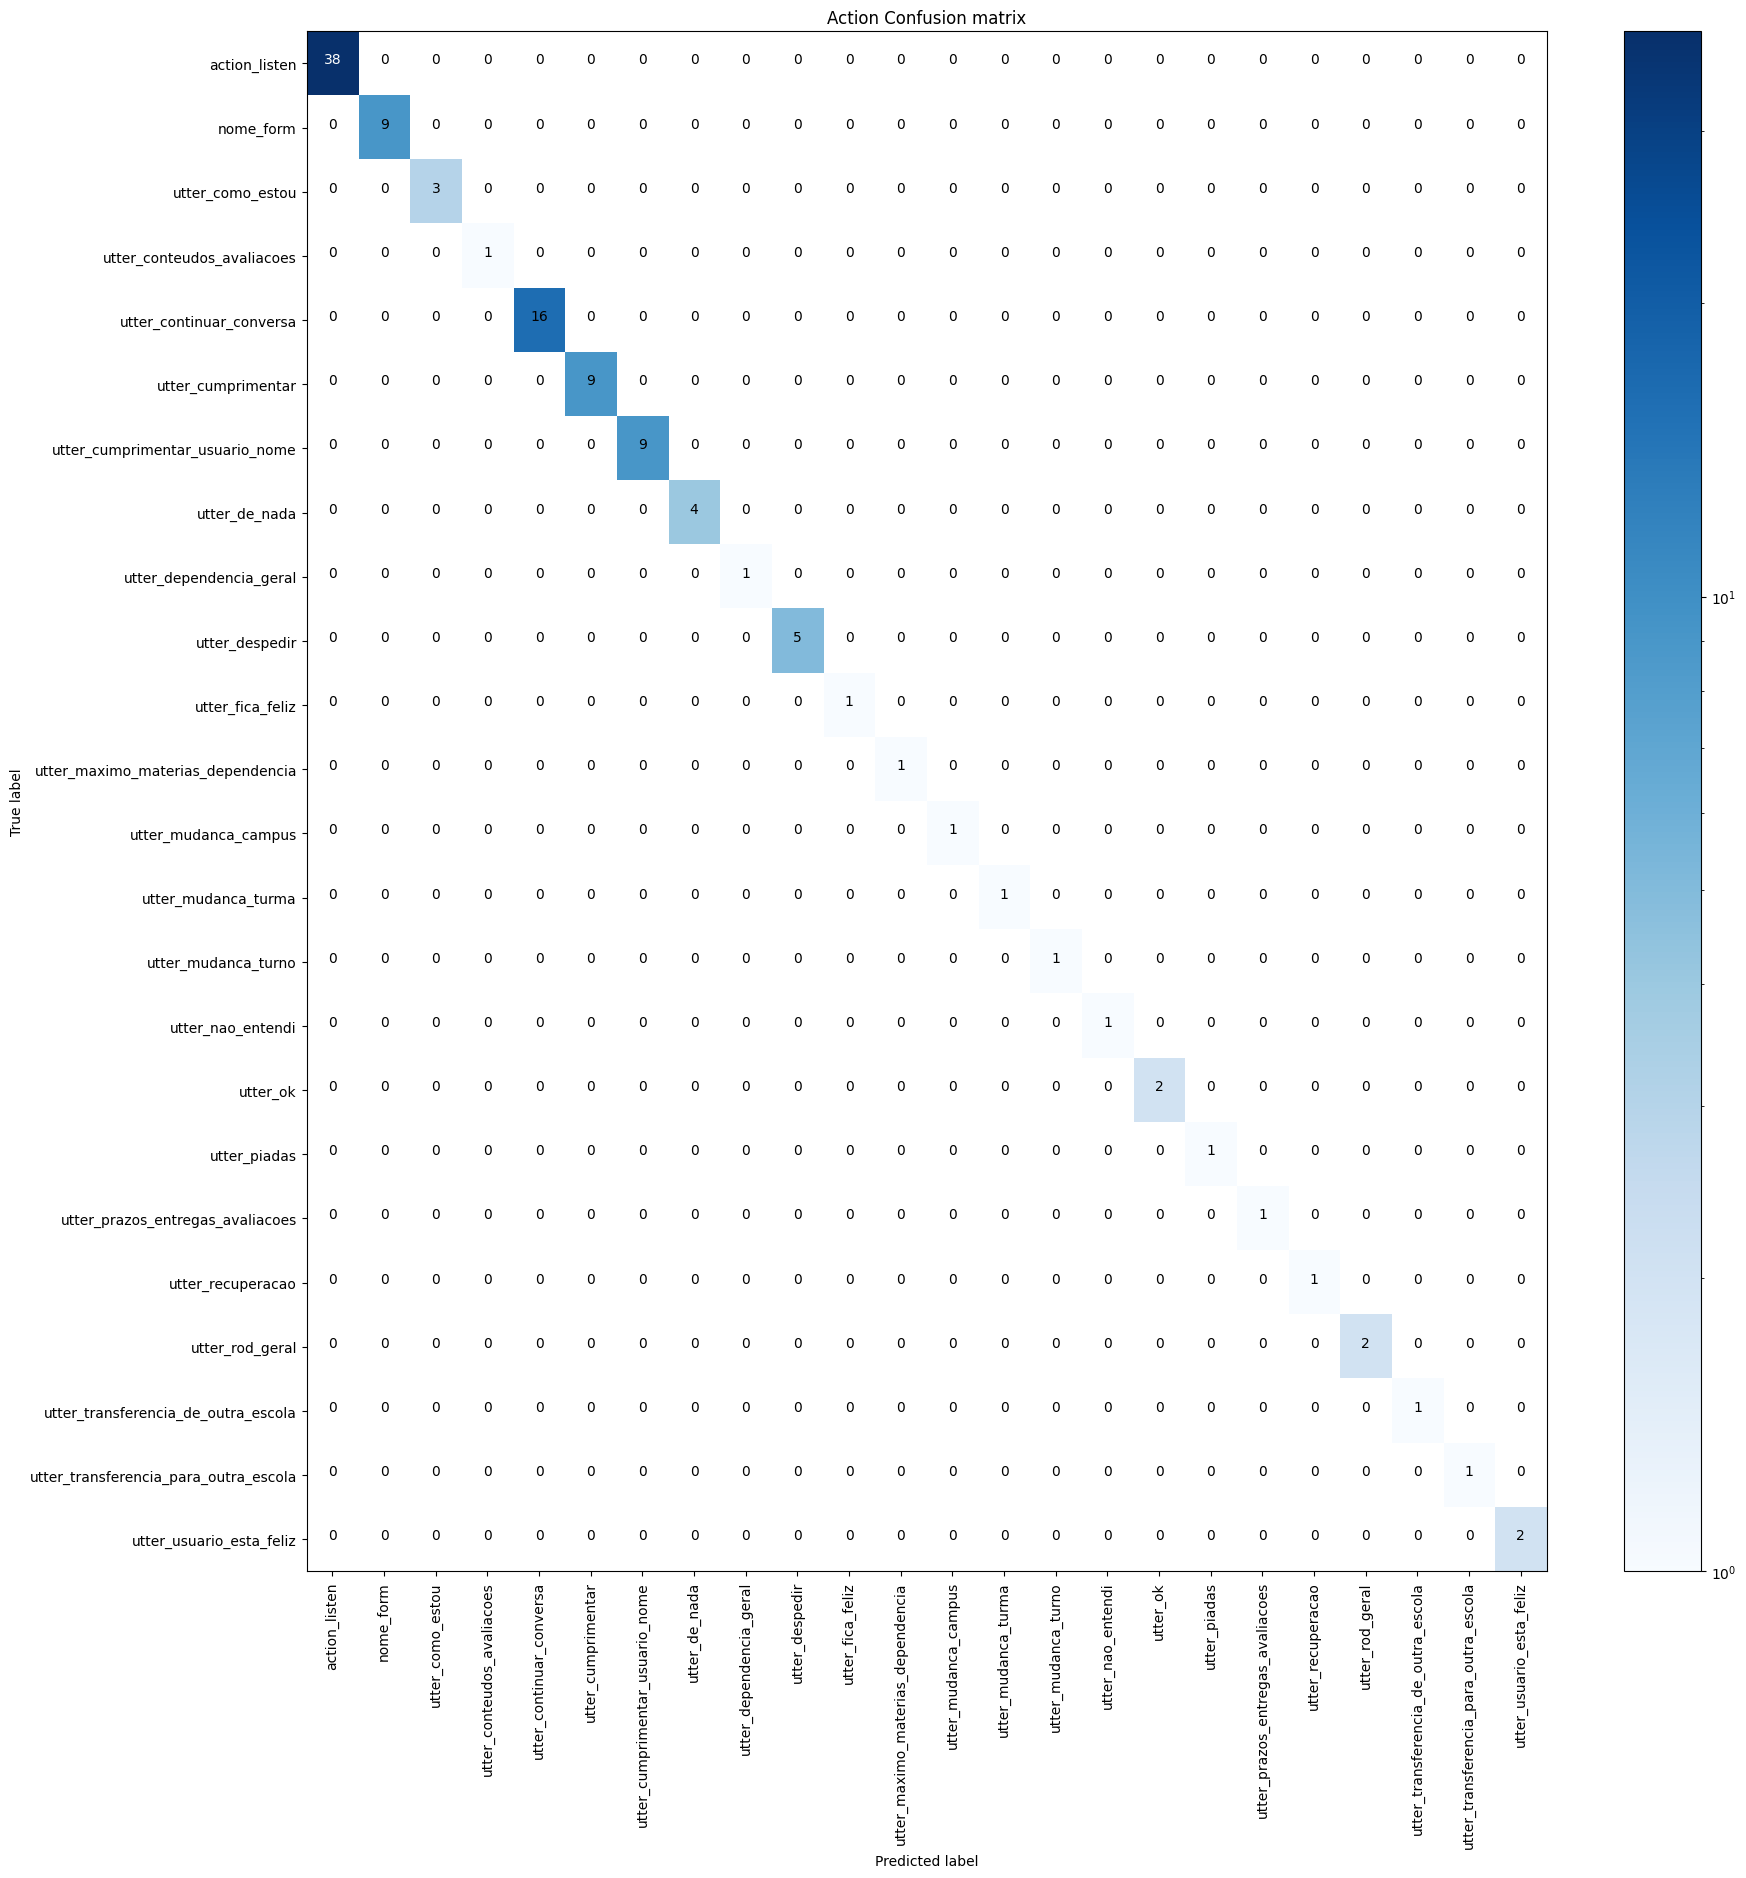 Action Confusion matrix
action_listen 38 0 0 0 0 0 0 0 0 0 0 0 0 0 0 0 0 0 0 0 0 0 0 0
nome_form 0 9 0 0 0 0 0 0 0 0 0 0 0 0 0 0 0 0 0 0 0 0 0 0
utter_como_estou 0 0 3 0 0 0 0 0 0 0 0 0 0 0 0 0 0 0 0 0 0 0 0 0
utter_conteudos_avaliacoes 0 0 0 1 0 0 0 0 0 0 0 0 0 0 0 0 0 0 0 0 0 0 0 0
utter_continuar_conversa 0 0 0 0 16 0 0 0 0 0 0 0 0 0 0 0 0 0 0 0 0 0 0 0
utter_cumprimentar 0 0 0 0 0 9 0 0 0 0 0 0 0 0 0 0 0 0 0 0 0 0 0 0
utter_cumprimentar_usuario_nome 0 0 0 0 0 0 9 0 0 0 0 0 0 0 0 0 0 0 0 0 0 0 0 0
utter_de_nada 0 0 0 0 0 0 0 4 0 0 0 0 0 0 0 0 0 0 0 0 0 0 0 0
utter_dependencia_geral 0 0 0 0 0 0 0 0 1 0 0 0 0 0 0 0 0 0 0 0 0 0 0 0
utter_despedir 0 0 0 0 0 0 0 0 0 5 0 0 0 0 0 0 0 0 0 0 0 0 0 0
utter_fica_feliz 0 0 0 0 0 0 0 0 0 0 1 0 0 0 0 0 0 0 0 0 0 0 0 0
utter_maximo_materias_dependencia 0 0 0 0 0 0 0 0 0 0 0 1 0 0 0 0 0 0 0 0 0 0 0 0
utter_mudanca_campus 0 0 0 0 0 0 0 0 0 0 0 0 1 0 0 0 0 0 0 0 0 0 0 0
utter_mudanca_turma 0 0 0 0 0 0 0 0 0 0 0 0 0 1 0 0 0 0 0 0 0 0 0 0
utter_mudanca_turno 0 0 0 0 0 0 0 0 0 0 0 0 0 0 1 0 0 0 0 0 0 0 0 0
utter_nao_entendi 0 0 0 0 0 0 0 0 0 0 0 0 0 0 0 1 0 0 0 0 0 0 0 0
utter_ok 0 0 0 0 0 0 0 0 0 0 0 0 0 0 0 0 2 0 0 0 0 0 0 0
utter_piadas 0 0 0 0 0 0 0 0 0 0 0 0 0 0 0 0 0 1 0 0 0 0 0 0
utter_prazos_entregas_avaliacoes 0 0 0 0 0 0 0 0 0 0 0 0 0 0 0 0 0 0 1 0 0 0 0 0
utter_recuperacao 0 0 0 0 0 0 0 0 0 0 0 0 0 0 0 0 0 0 0 1 0 0 0 0
utter_rod_geral 0 0 0 0 0 0 0 0 0 0 0 0 0 0 0 0 0 0 0 0 2 0 0 0
utter_transferencia_de_outra_escola 0 0 0 0 0 0 0 0 0 0 0 0 0 0 0 0 0 0 0 0 0 1 0 0
utter_transferencia_para_outra_escola 0 0 0 0 0 0 0 0 0 0 0 0 0 0 0 0 0 0 0 0 0 0 1 0
utter_usuario_esta_feliz 0 0 0 0 0 0 0 0 0 0 0 0 0 0 0 0 0 0 0 0 0 0 0 2
True label
action_listen
nome_form
utter_como_estou
utter_conteudos_avaliacoes
utter_continuar_conversa
utter_cumprimentar
utter_cumprimentar_usuario_nome
utter_de_nada
utter_dependencia_geral
utter_despedir
utter_fica_feliz
utter_maximo_materias_dependencia
utter_mudanca_campus
utter_mudanca_turma
utter_mudanca_turno
utter_nao_entendi
utter_ok
utter_piadas
utter_prazos_entregas_avaliacoes
utter_recuperacao
utter_rod_geral
utter_transferencia_de_outra_escola
utter_transferencia_para_outra_escola
utter_usuario_esta_feliz
Predicted label
10¹
10⁰